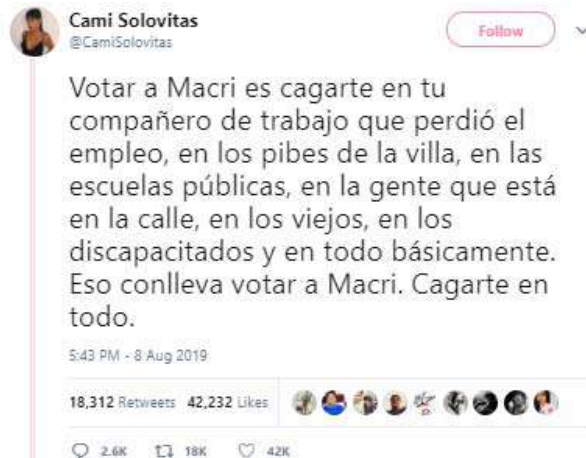 Cami Solovitas
@CamiSolovitas
Follow
Votar a Macri es cagarte en tu
compañero de trabajo que perdió el
empleo, en los pibes de la villa, en las
escuelas públicas, en la gente que está
en la calle, en los viejos, en los
discapacitados y en todo básicamente.
Eso conlleva votar a Macri. Cagarte en
todo.
5:43 PM - 8 Aug 2019
18,312 Retweets 42,232 Likes
2.6K 18K 42K